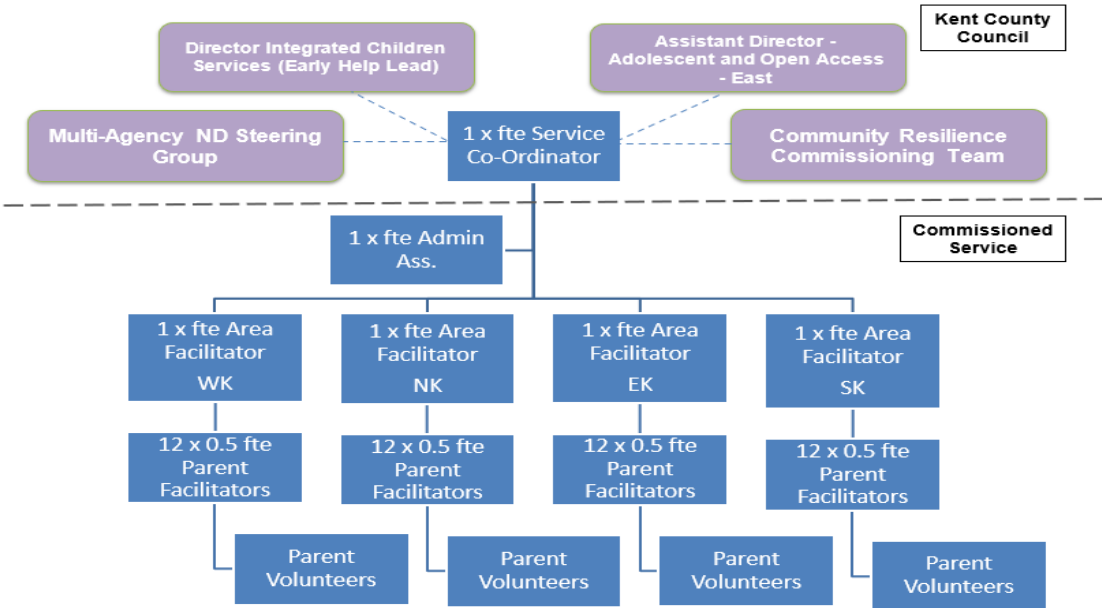 Kent County
Council
Director Integrated Children
Services (Early Help Lead)
Assistant Director -
Adolescent and Open Access
- East
Multi-Agency ND Steering
Group
1 x fte Service
Co-Ordinator
Community Resilience
Commissioning Team
Commissioned
Service
1 x fte Admin
Ass.
1 x fte Area
Facilitator
WK
1 x fte Area
Facilitator
NK
1 x fte Area
Facilitator
EK
1 x fte Area
Facilitator
SK
12 x 0.5 fte
Parent
Facilitators
12 x 0.5 fte
Parent
Facilitators
12 x 0.5 fte
Parent
Facilitators
12 x 0.5 fte
Parent
Facilitators
Parent
Volunteers
Parent
Volunteers
Parent
Volunteers
Parent
Volunteers